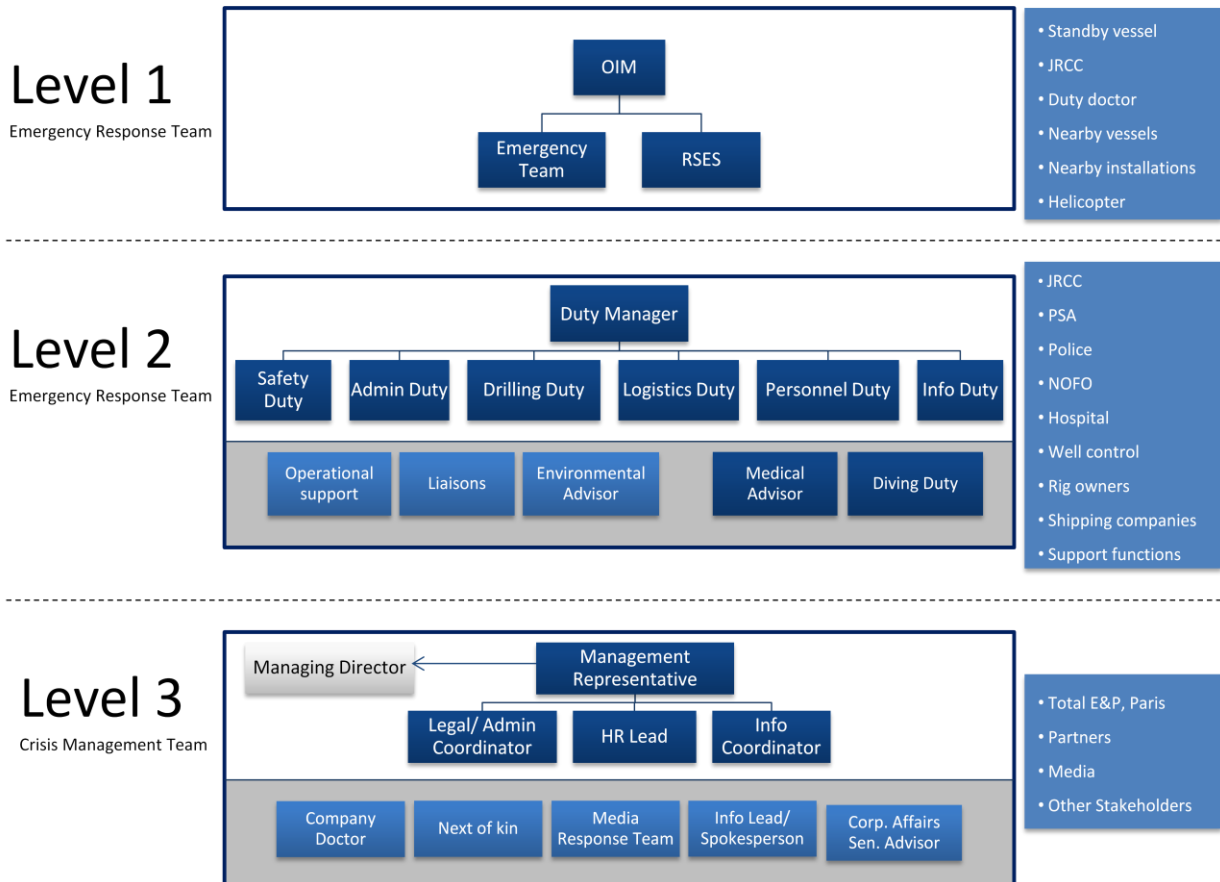 Level 1
Emergency Response Team
OIM
Emergency
Team
RSES
• Standby vessel
• JRCC
• Duty doctor
• Nearby vessels
• Nearby installations
• Helicopter
Level 2
Emergency Response Team
Duty Manager
Safety
Duty
Admin Duty
Drilling Duty
Logistics Duty
Personnel Duty
Info Duty
Operational
support
Liaisons
Environmental
Advisor
Medical
Advisor
Diving Duty
• JRCC
• PSA
• Police
• NOFO
• Hospital
• Well control
• Rig owners
• Shipping companies
• Support functions
Level 3
Crisis Management Team
Managing Director
Management
Representative
Legal/ Admin
Coordinator
HR Lead
Info
Coordinator
Company
Doctor
Next of kin
Media
Response Team
Info Lead/
Spokesperson
Corp. Affairs
Sen. Advisor
• Total E&P, Paris
• Partners
• Media
• Other Stakeholders